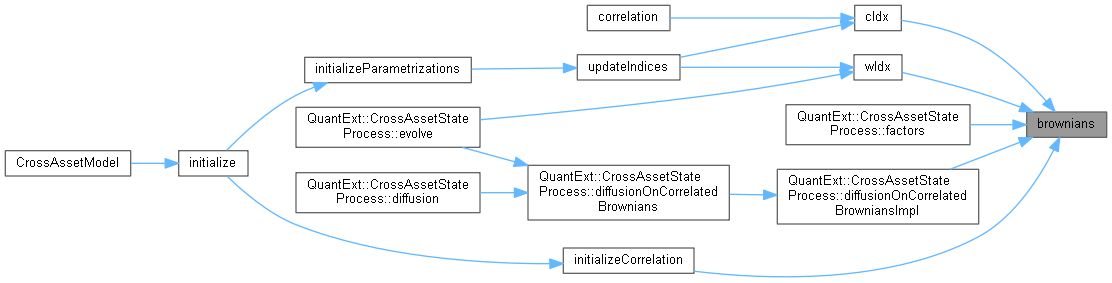 correlation
cIdx
initializeParametrizations
updateIndices
wIdx
QuantExt::CrossAssetState
Process::evolve
QuantExt::CrossAssetState
Process::factors
brownians
CrossAssetModel
initialize
QuantExt::CrossAssetState
Process::diffusion
QuantExt::CrossAssetState
Process::diffusionOnCorrelated
Brownians
QuantExt::CrossAssetState
Process::diffusionOnCorrelated
BrowniansImpl
initializeCorrelation